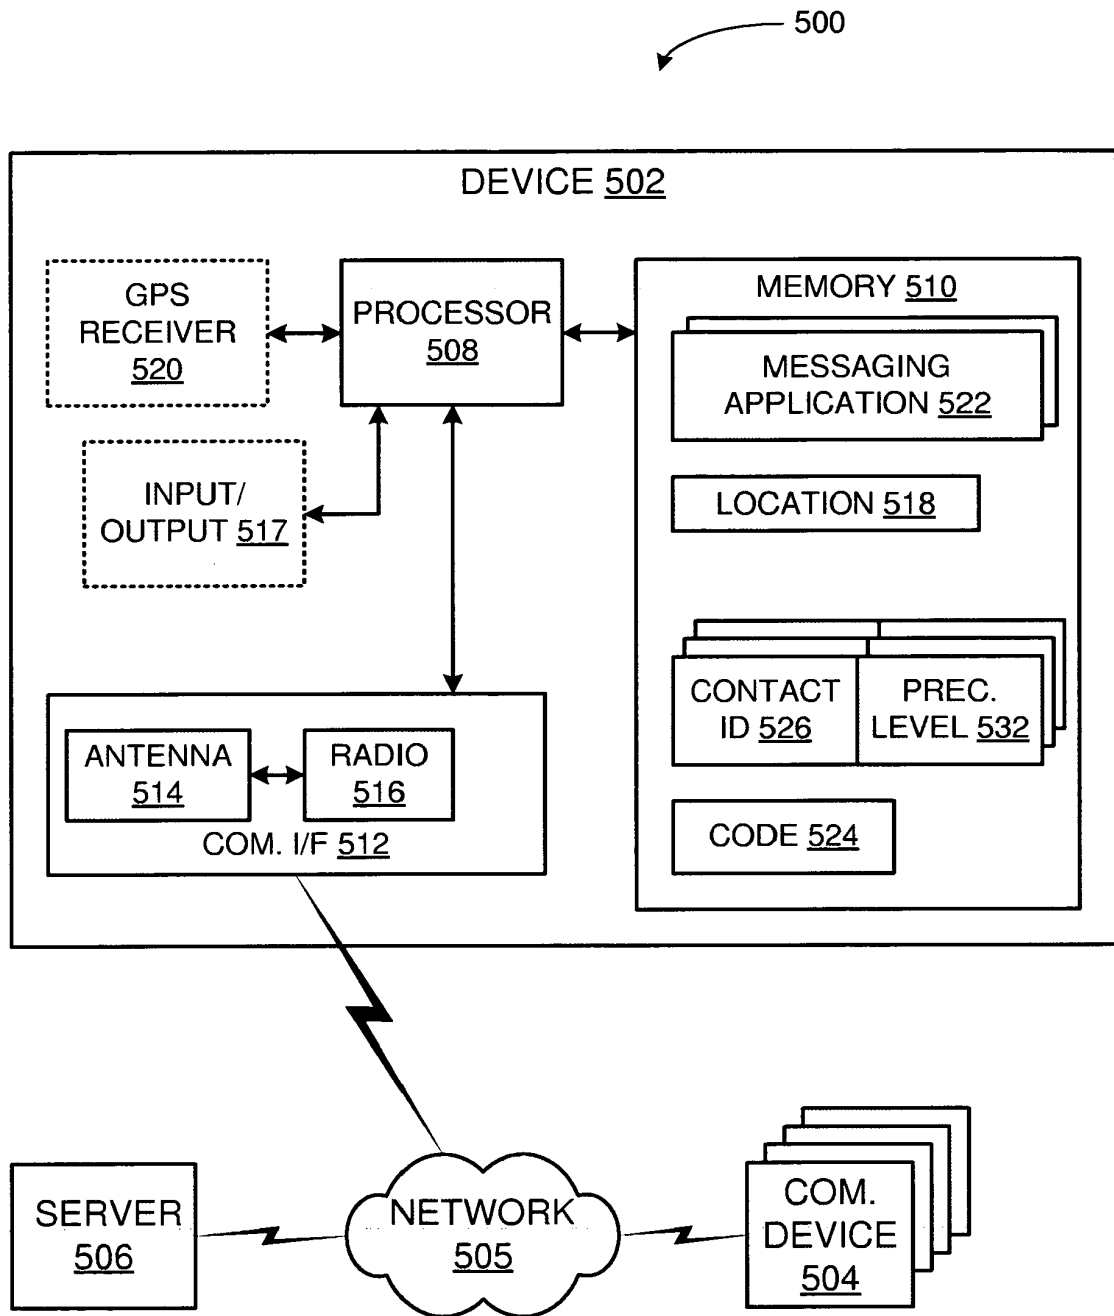 500
DEVICE 502
GPS
RECEIVER
520
PROCESSOR
508
INPUT/
OUTPUT 517
MEMORY 510
MESSAGING
APPLICATION 522
LOCATION 518
CONTACT
ID 526
PREC.
LEVEL 532
CODE 524
ANTENNA
514
RADIO
516
COM. I/F 512
SERVER
506
NETWORK
505
COM.
DEVICE
504